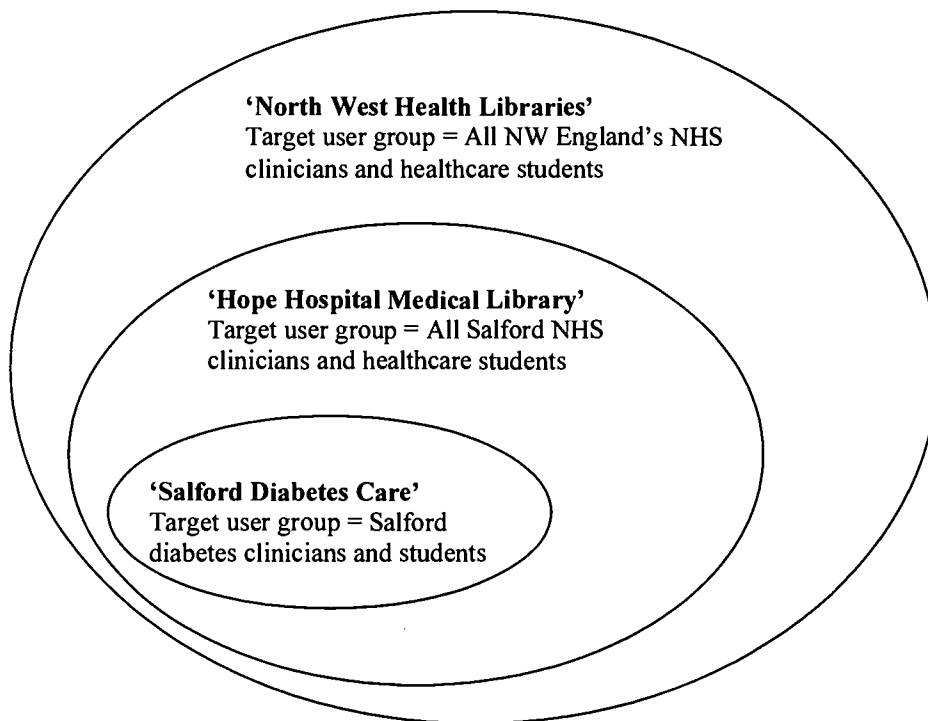 ‘North West Health Libraries’
Target user group = All NW England’s NHS
clinicians and healthcare students
‘Hope Hospital Medical Library’
Target user group = All Salford NHS
clinicians and healthcare students
‘Salford Diabetes Care’
Target user group = Salford
diabetes clinicians and students